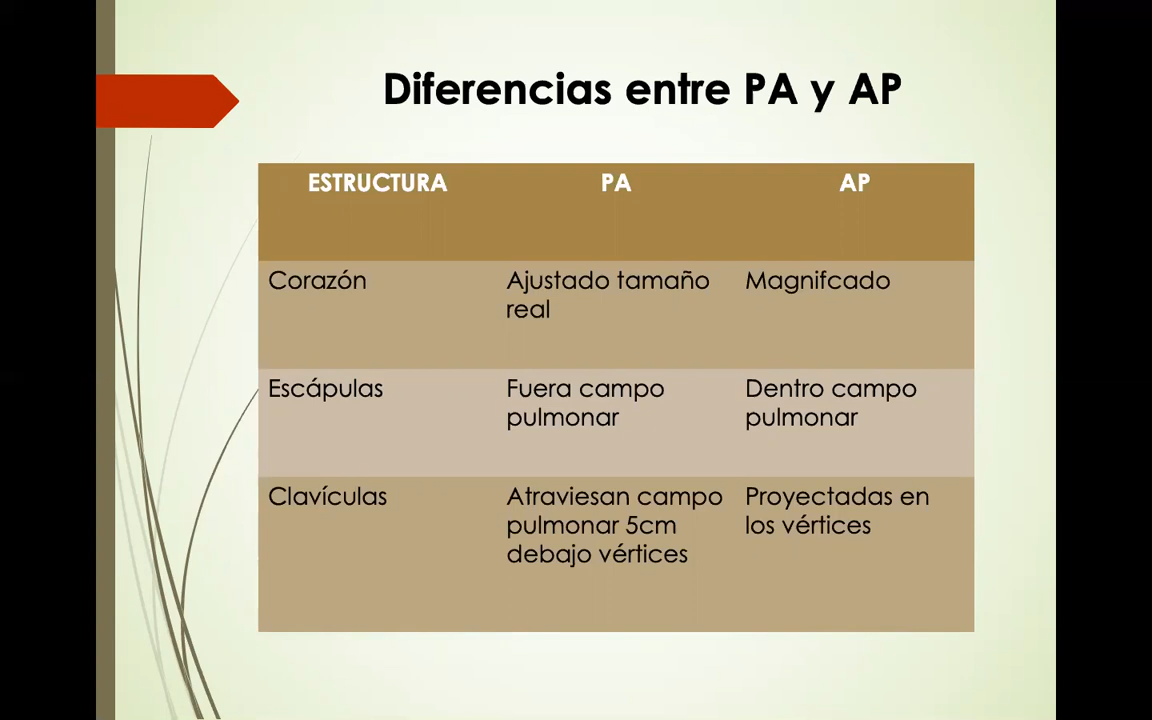 Diferencias entre PA y AP
ESTRUCTURA PA AP
Corazón Ajustado tamaño Magnifcado
real
Escápulas Fuera campo Dentro campo
pulmonar pulmonar
Clavículas Atraviesan campo Proyectadas en
pulmonar 5cm los vértices
debajo vértices